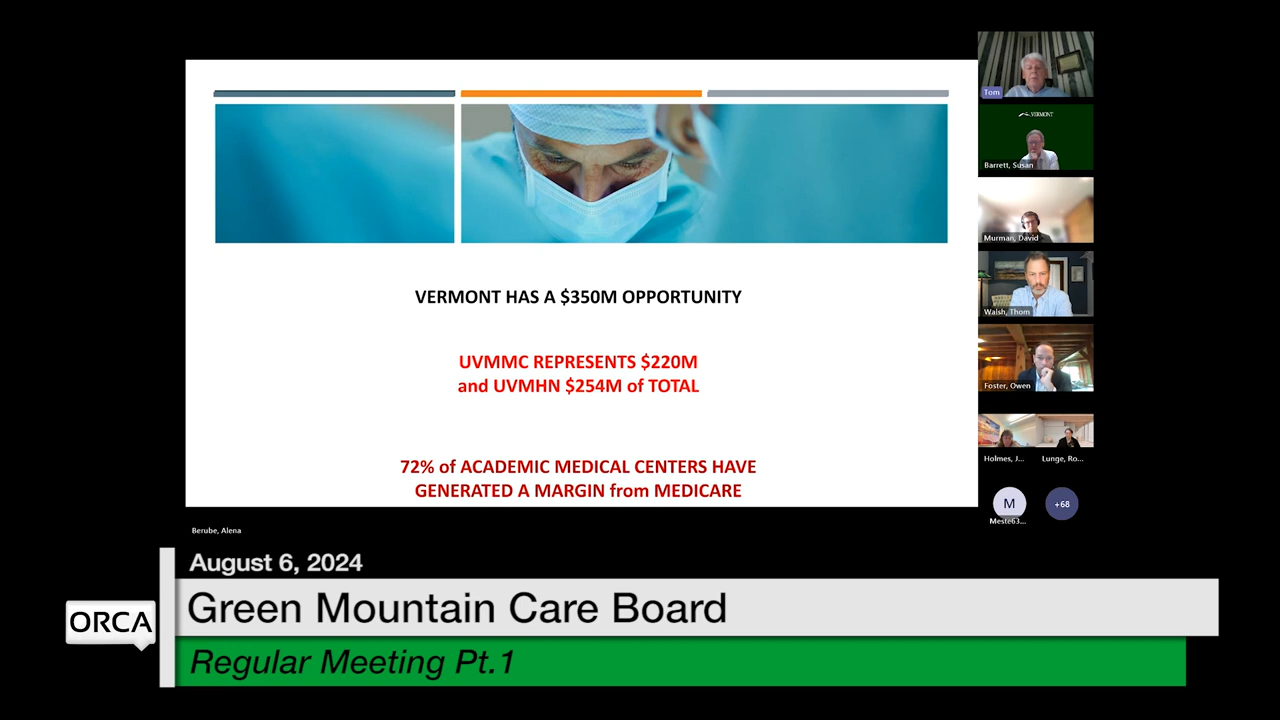 VERMONT HAS A $350M OPPORTUNITY
UVMMC REPRESENTS $220M
and UVMHN $254M of TOTAL
72% of ACADEMIC MEDICAL CENTERS HAVE
GENERATED A MARGIN from MEDICARE
Tom
VERMONT
Barrett, Susan
Murman, David
Walsh, Thom
Foster, Owen
Holmes, J...
Lunge, Ro...
M
Meste63...
+68
Berube, Alena
August 6, 2024
ORCA
Green Mountain Care Board
Regular Meeting Pt.1